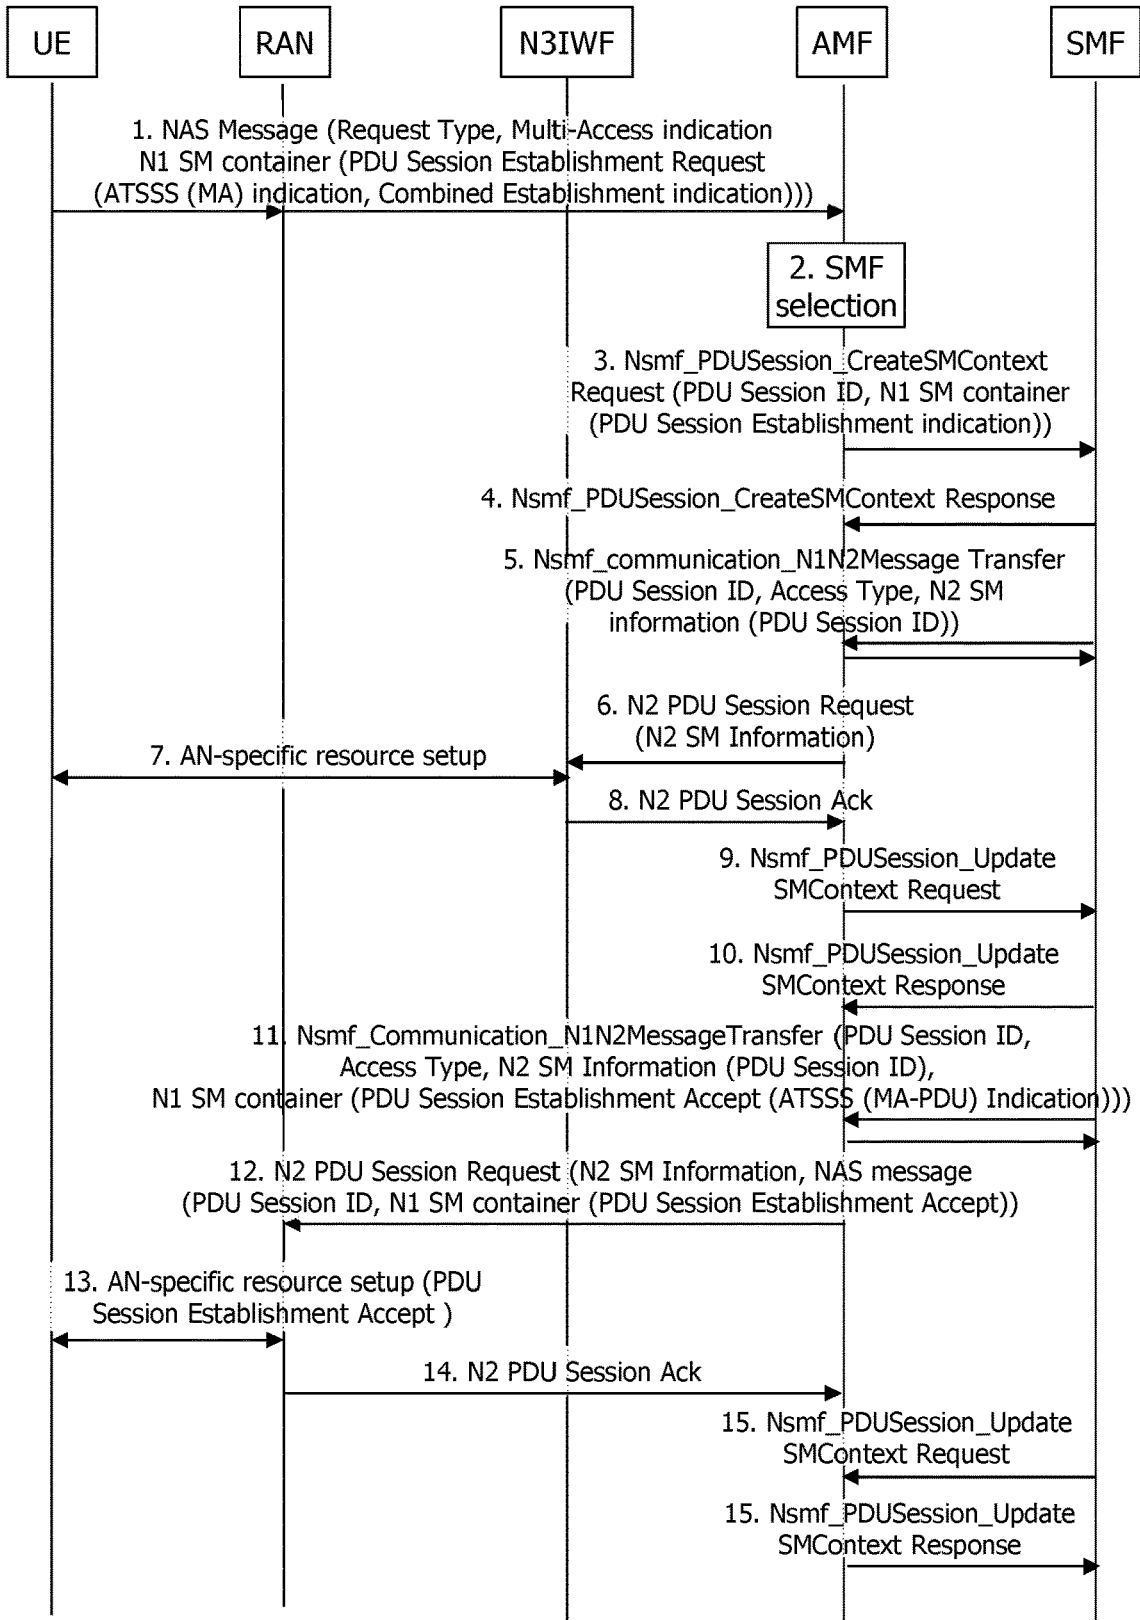 UE
RAN
N3IWF
AMF
SMF
1. NAS Message (Request Type, Multi-Access indication
N1 SM container (PDU Session Establishment Request
(ATSSS (MA) indication, Combined Establishment indication)))
2. SMF
selection
3. Nsmf_PDUSession_CreateSMContext
Request (PDU Session ID, N1 SM container
(PDU Session Establishment indication))
4. Nsmf_PDUSession_CreateSMContext Response
5. Nsmf_communication_N1N2Message Transfer
(PDU Session ID, Access Type, N2 SM
information (PDU Session ID))
6. N2 PDU Session Request
(N2 SM Information)
7. AN-specific resource setup
8. N2 PDU Session Ack
9. Nsmf_PDUSession_Update
SMContext Request
10. Nsmf_PDUSession_Update
SMContext Response
11. Nsmf_Communication_N1N2MessageTransfer (PDU Session ID,
Access Type, N2 SM Information (PDU Session ID),
N1 SM container (PDU Session Establishment Accept (ATSSS (MA-PDU) Indication)))
12. N2 PDU Session Request (N2 SM Information, NAS message
(PDU Session ID, N1 SM container (PDU Session Establishment Accept))
13. AN-specific resource setup (PDU
Session Establishment Accept )
14. N2 PDU Session Ack
15. Nsmf_PDUSession_Update
SMContext Request
15. Nsmf_PDUSession_Update
SMContext Response